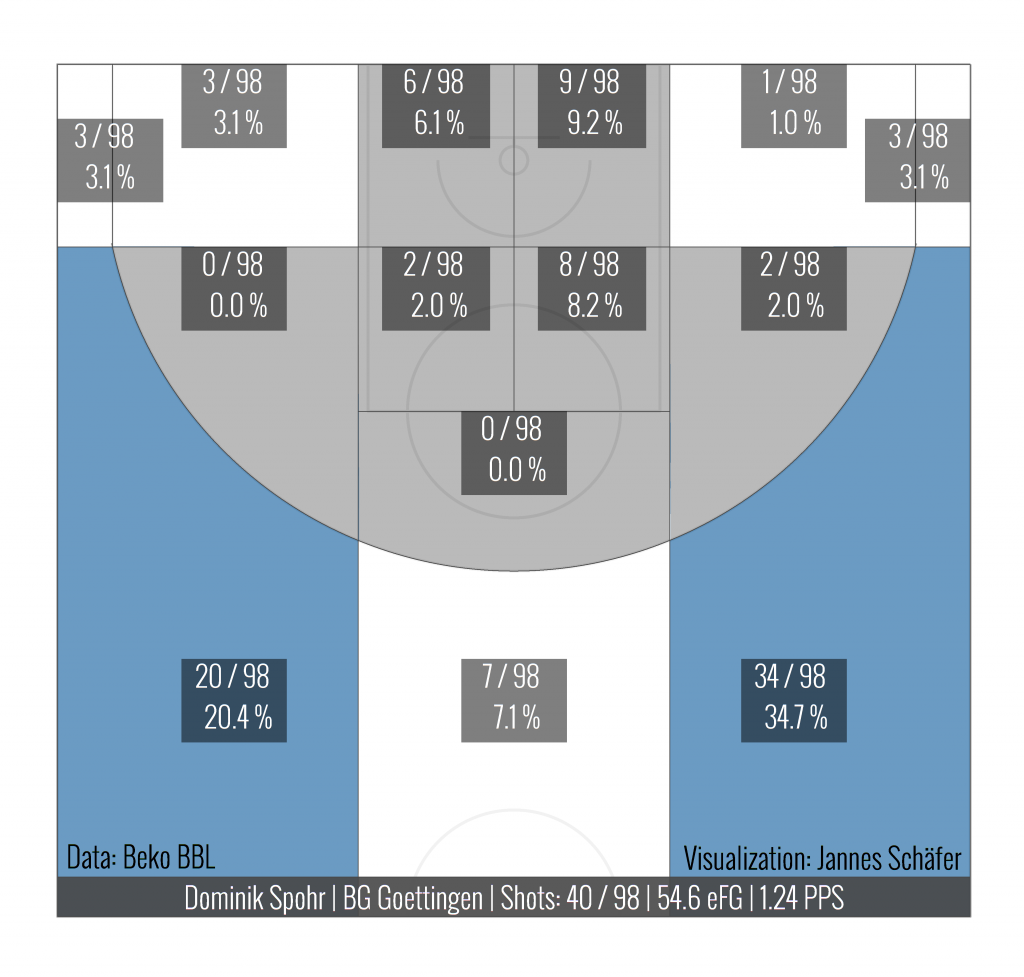 3 / 98
3.1 %
6 / 98
6.1 %
9 / 98
9.2 %
1 / 98
1.0 %
3 / 98
3.1 %
3 / 98
3.1 %
0 / 98
0.0 %
2 / 98
2.0 %
8 / 98
8.2 %
2 / 98
2.0 %
0 / 98
0.0 %
20 / 98
20.4 %
7 / 98
7.1 %
34 / 98
34.7 %
Data: Beko BBL
Visualization: Jannes Schäfer
Dominik Spohr | BG Goettingen | Shots: 40 / 98 | 54.6 eFG | 1.24 PPS